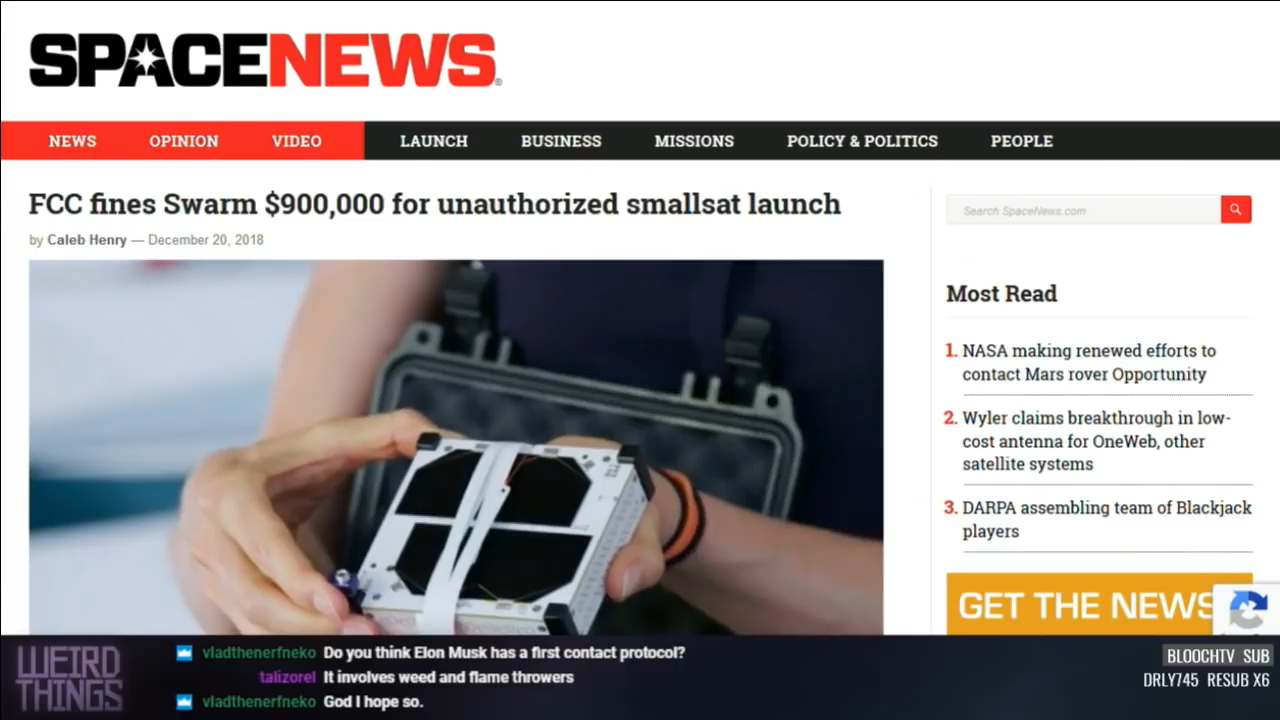 SPACENEWS®
NEWS OPINION VIDEO LAUNCH BUSINESS MISSIONS POLICY & POLITICS PEOPLE
FCC fines Swarm $900,000 for unauthorized smallsat launch
by Caleb Henry — December 20, 2018
Search SpaceNews.com
Most Read
1. NASA making renewed efforts to
contact Mars rover Opportunity
2. Wyler claims breakthrough in low-
cost antenna for OneWeb, other
satellite systems
3. DARPA assembling team of Blackjack
players
GET THE NEWS
WEIRD
THINGS
vladthenerfneko Do you think Elon Musk has a first contact protocol?
talizorel It involves weed and flame throwers
vladthenerfneko God I hope so.
BLOOCHTV SUB
DRLY745 RESUB X6